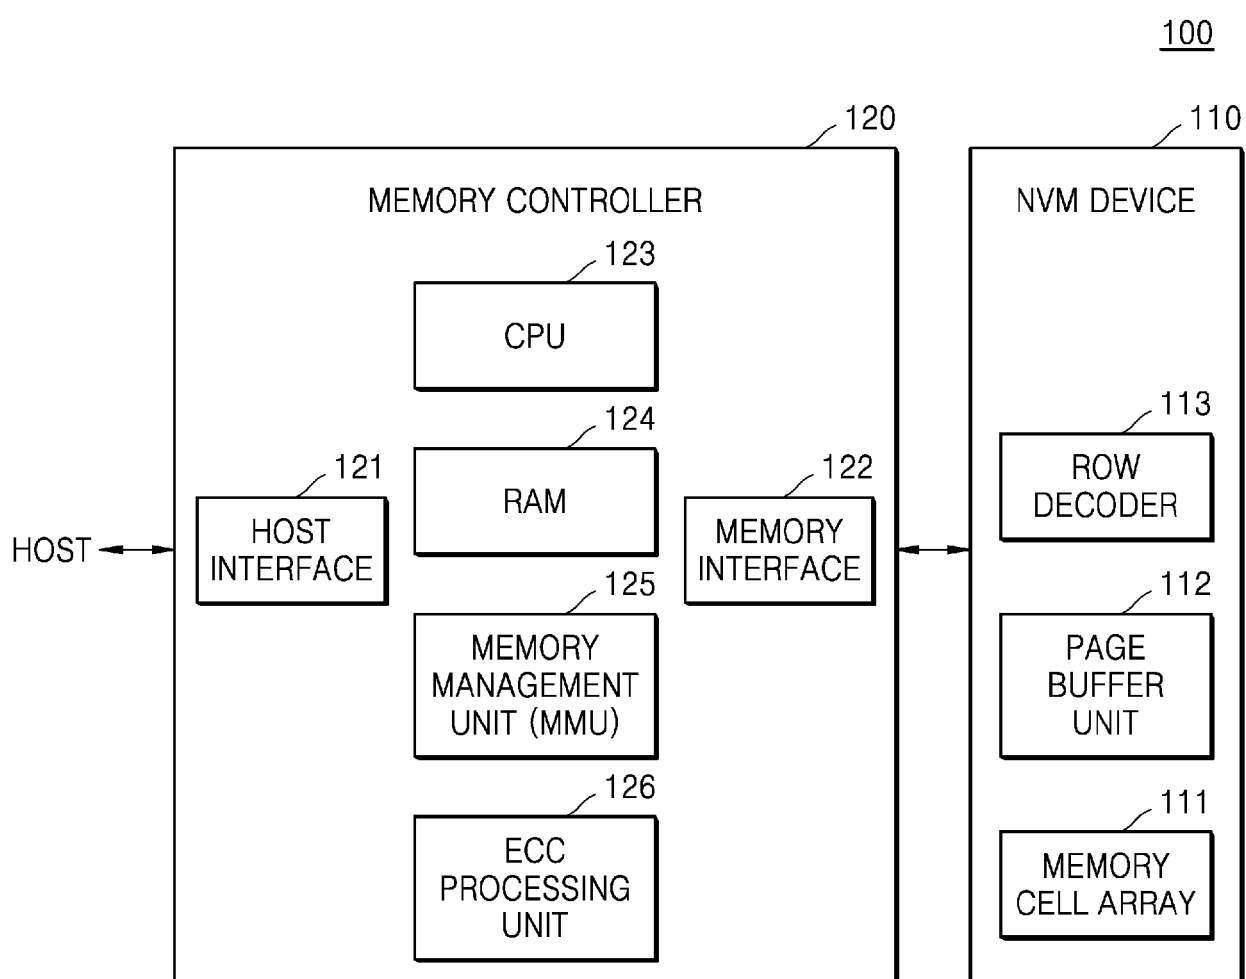 100
120
110
MEMORY CONTROLLER
NVM DEVICE
123
CPU
124
RAM
121
HOST
INTERFACE
122
MEMORY
INTERFACE
HOST
125
MEMORY
MANAGEMENT
UNIT (MMU)
126
ECC
PROCESSING
UNIT
113
ROW
DECODER
112
PAGE
BUFFER
UNIT
111
MEMORY
CELL ARRAY